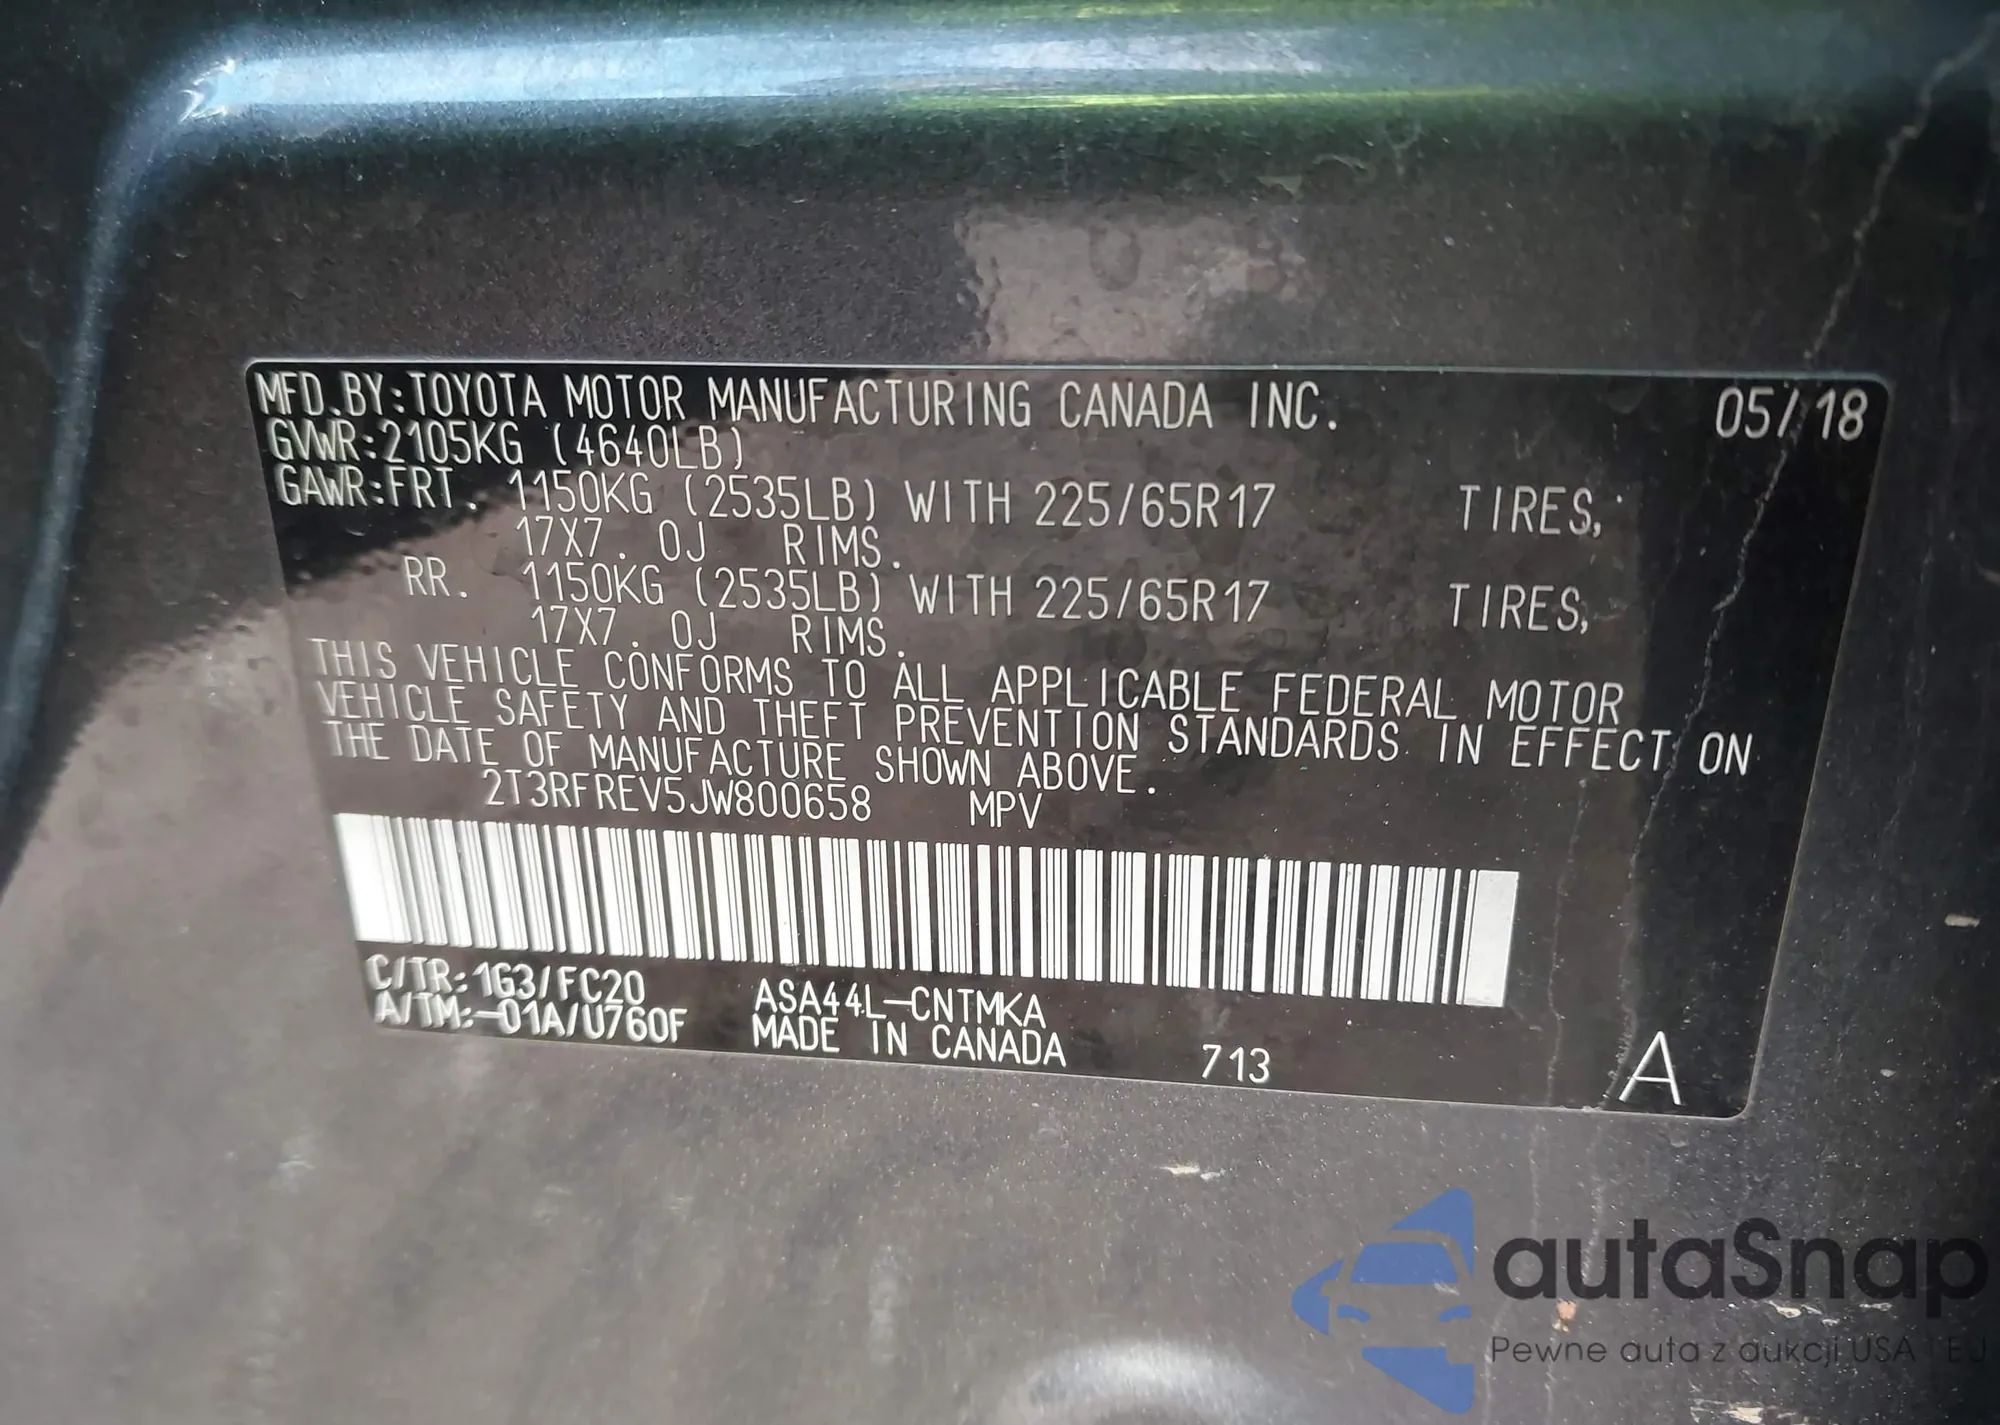 MFD.BY:TOYOTA MOTOR MANUFACTURING CANADA INC. 05/18
GVWR:2105KG (4640LB)
GAWR:FRT. 1150KG (2535LB) WITH 225/65R17 TIRES,
17X7.0J RIMS.
RR. 1150KG (2535LB) WITH 225/65R17 TIRES,
17X7.0J RIMS.
THIS VEHICLE CONFORMS TO ALL APPLICABLE FEDERAL MOTOR
VEHICLE SAFETY AND THEFT PREVENTION STANDARDS IN EFFECT ON
THE DATE OF MANUFACTURE SHOWN ABOVE.
2T3RFREV5JW800658 MPV
C/TR:1G3/FC20 ASA44L-CNTMKA
A/TM:-01A/U760F MADE IN CANADA 713 A
autaSnap
Pewne auta z aukcji USA i EU